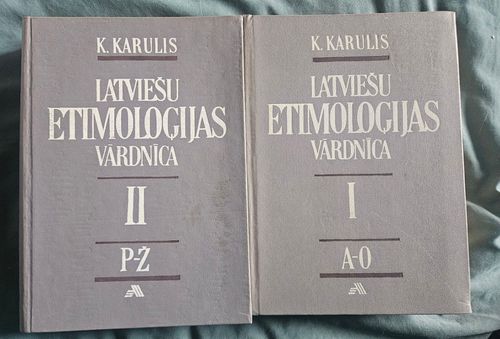 K. KARULIS
LATVIEŠU
ETIMOLOĢIJAS
VĀRDNĪCA
II
P-Ž
K. KARULIS
LATVIEŠU
ETIMOLOĢIJAS
VĀRDNĪCA
I
A-O